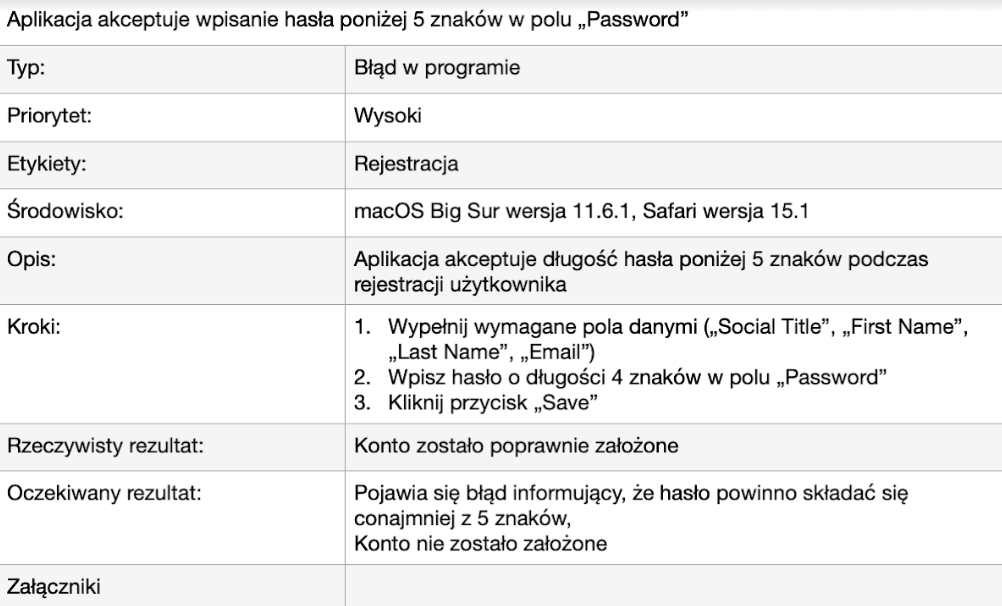 Aplikacja akceptuje wpisanie hasła poniżej 5 znaków w polu „Password”
Typ: Błąd w programie
Priorytet: Wysoki
Etykiety: Rejestracja
Środowisko: macOS Big Sur wersja 11.6.1, Safari wersja 15.1
Opis: Aplikacja akceptuje długość hasła poniżej 5 znaków podczas
rejestracji użytkownika
Kroki: 1. Wypełnij wymagane pola danymi („Social Title”, „First Name”,
„Last Name”, „Email”)
2. Wpisz hasło o długości 4 znaków w polu „Password”
3. Kliknij przycisk „Save”
Rzeczywisty rezultat: Konto zostało poprawnie założone
Oczekiwany rezultat: Pojawia się błąd informujący, że hasło powinno składać się
conajmniej z 5 znaków,
Konto nie zostało założone
Załączniki